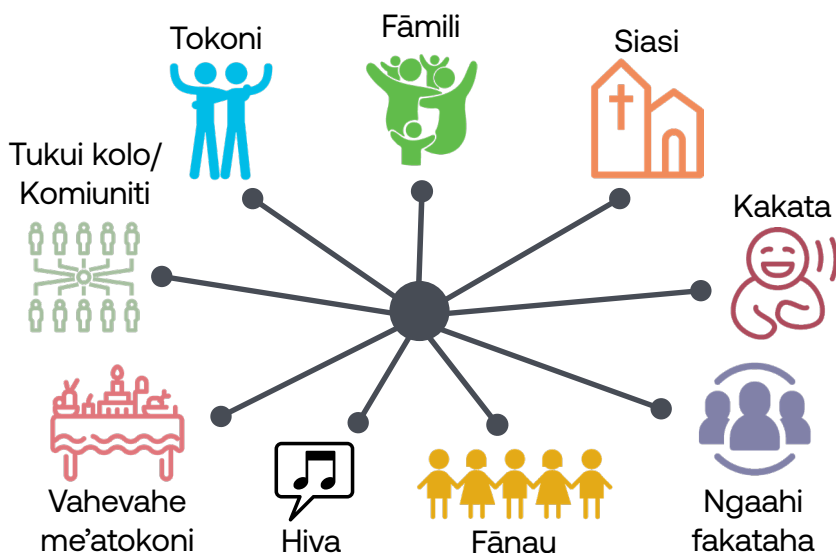 Tokoni
Fāmili
Siasi
Tukui kolo/
Komiuniti
Kakata
Vahevahe
me’atokoni
Hiva
Fānau
Ngaahi
fakataha